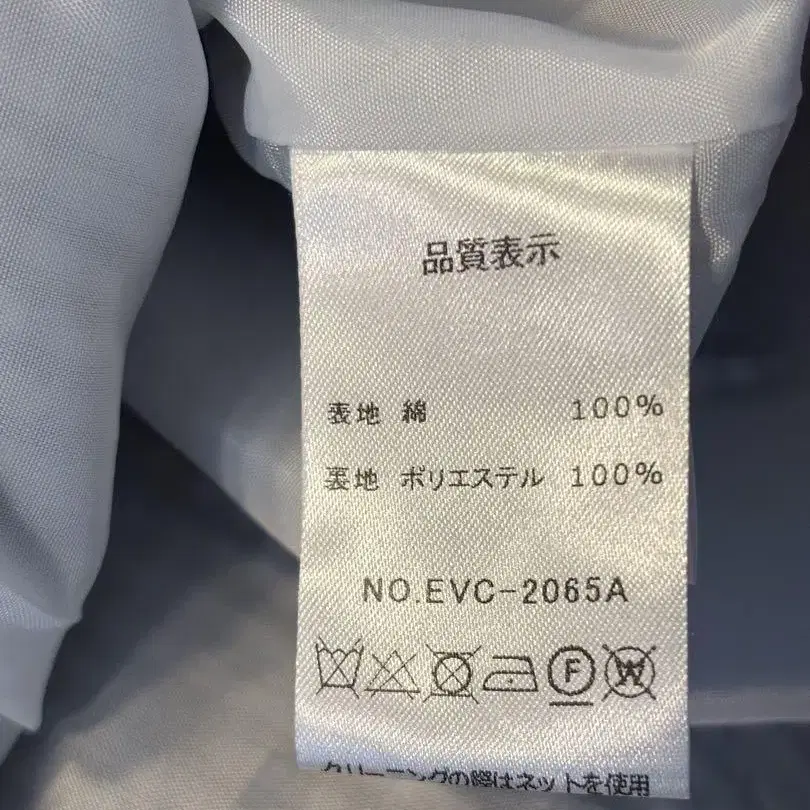 品質表示
表地 綿 100%
裏地 ポリエステル 100%
NO.EVC-2065A
F W
クリーニングの際はネットを使用